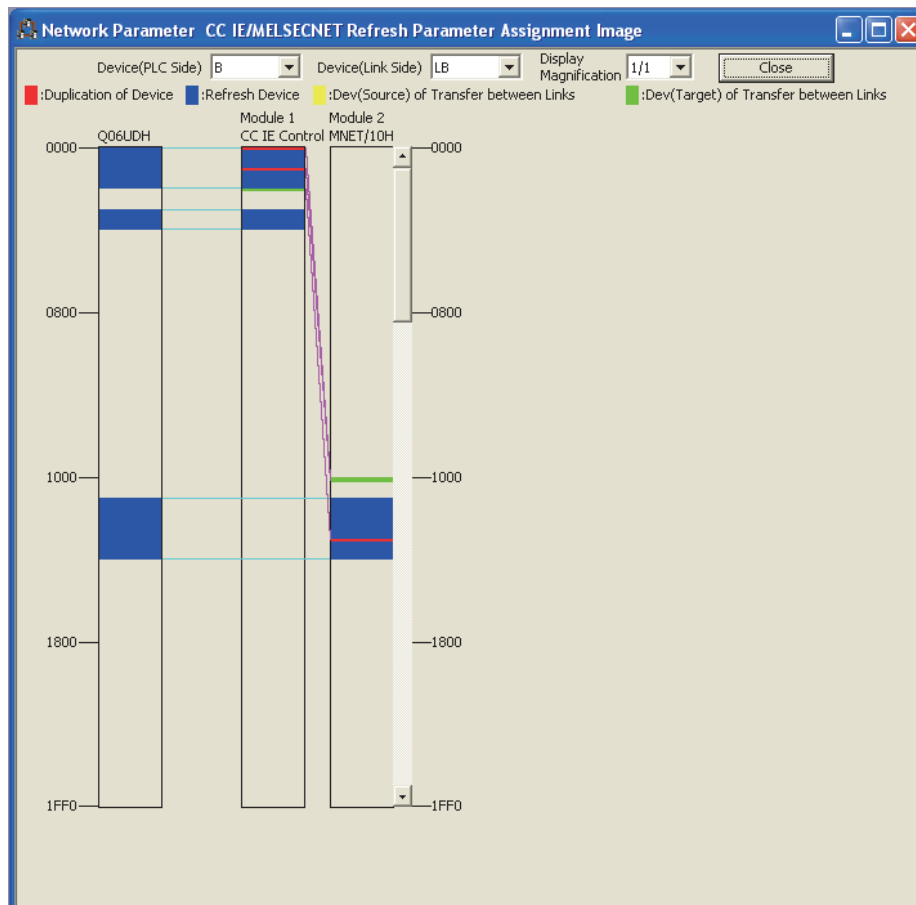 Network Parameter CC IE/MELSECNET Refresh Parameter Assignment Image
Device(PLC Side) B Device(Link Side) LB Display Magnification 1/1 Close
:Duplication of Device :Refresh Device :Dev(Source) of Transfer between Links :Dev(Target) of Transfer between Links
Module 1 Module 2
Q06UDH CC IE Control MNET/10H
0000 0000
0800 0800
1000 1000
1800 1800
1FF0 1FF0